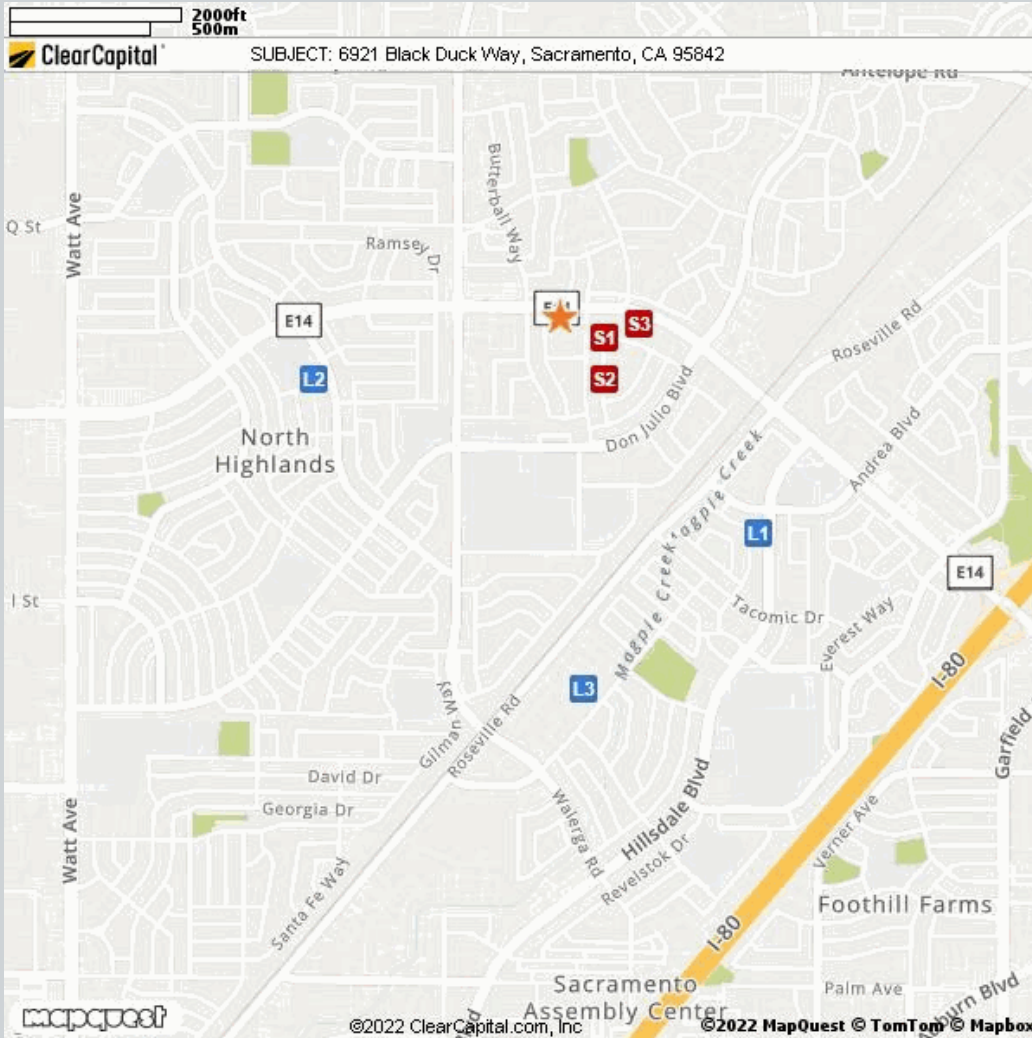 2000ft
500m
ClearCapital
SUBJECT: 6921 Black Duck Way, Sacramento, CA 95842
Antelope Rd
Butterball Way
Watt Ave
Q St
Ramsey Dr
E14
S1
S3
L2
S2
Roseville Rd
Don Julio Blvd
North
Highlands
Andrea Blvd
Magpie Creek
Magpie Creek
L1
E14
I St
Tacomic Dr
Everest Way
I-80
L3
Gilman Way
Roseville Rd
Garfield
David Dr
Georgia Dr
Watt Ave
Walerga Rd
Hillsdale Blvd
Verner Ave
Revelstok Dr
Santa Fe Way
Foothill Farms
I-80
Sacramento
Assembly Center
Palm Ave
Auburn Blvd
mapquest
©2022 ClearCapital.com, Inc
©2022 MapQuest © TomTom © Mapbox